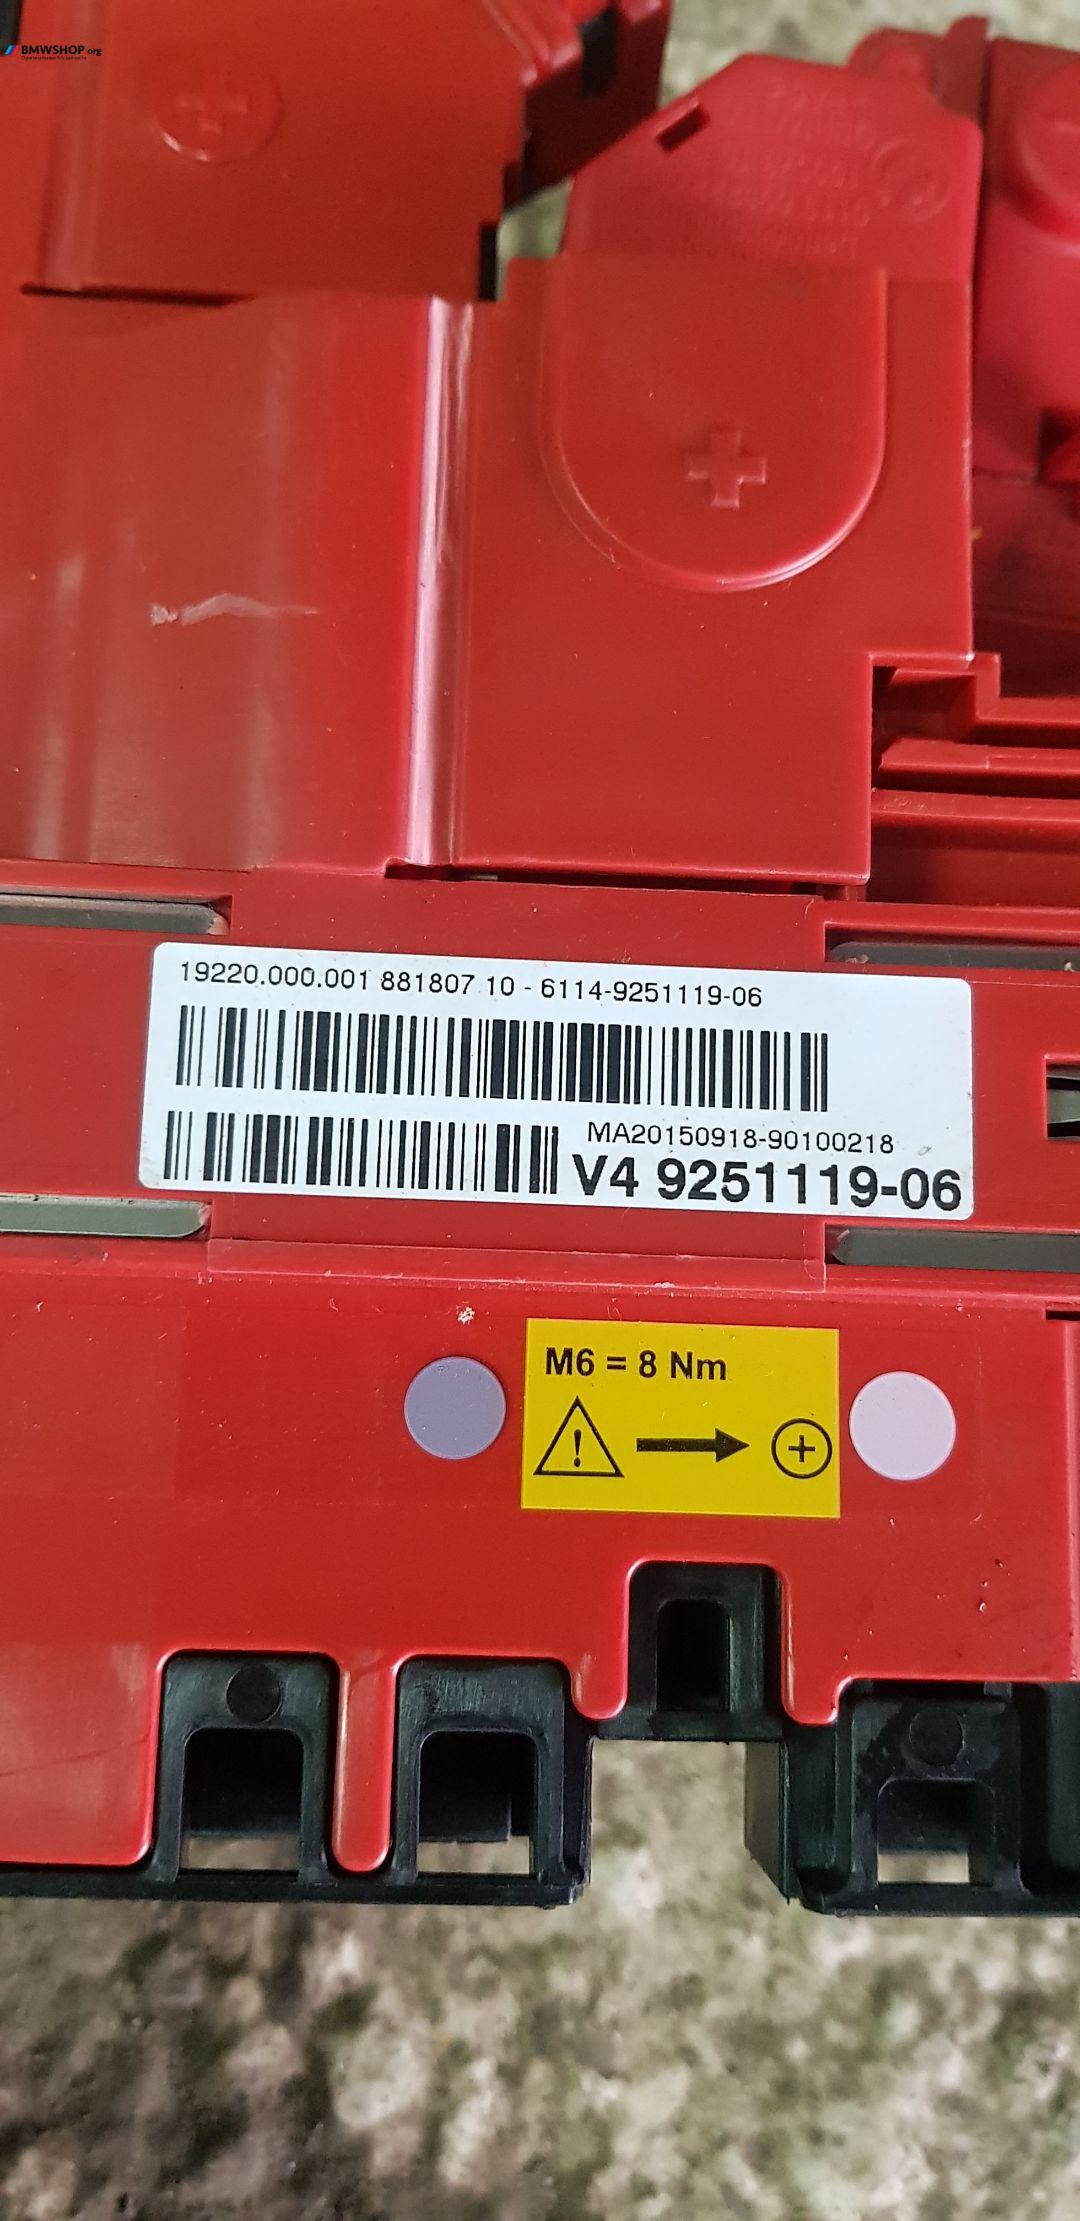 BMWSHOP org
19220.000.001 881807 10 - 6114-9251119-06
MA20150918-90100218
V4 9251119-06
M6 = 8 Nm